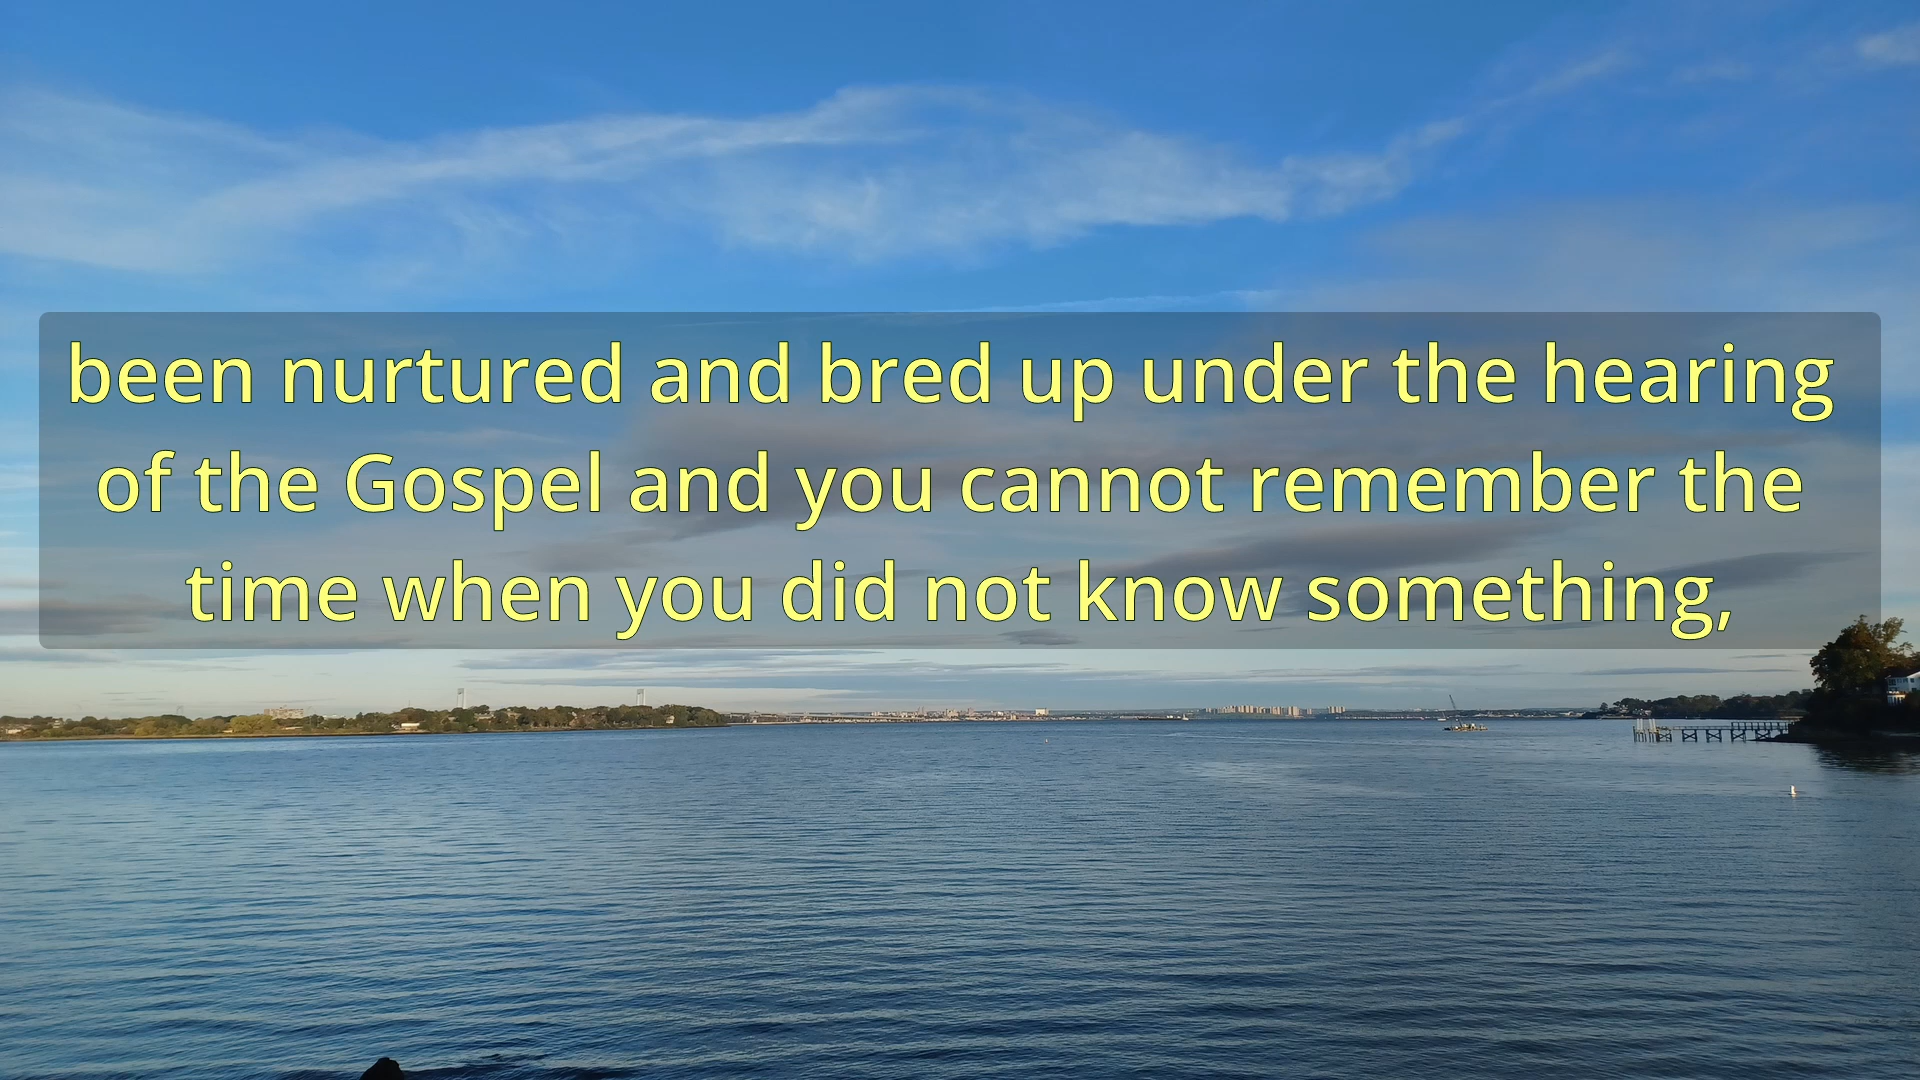 been nurtured and bred up under the hearing
of the Gospel and you cannot remember the
time when you did not know something,